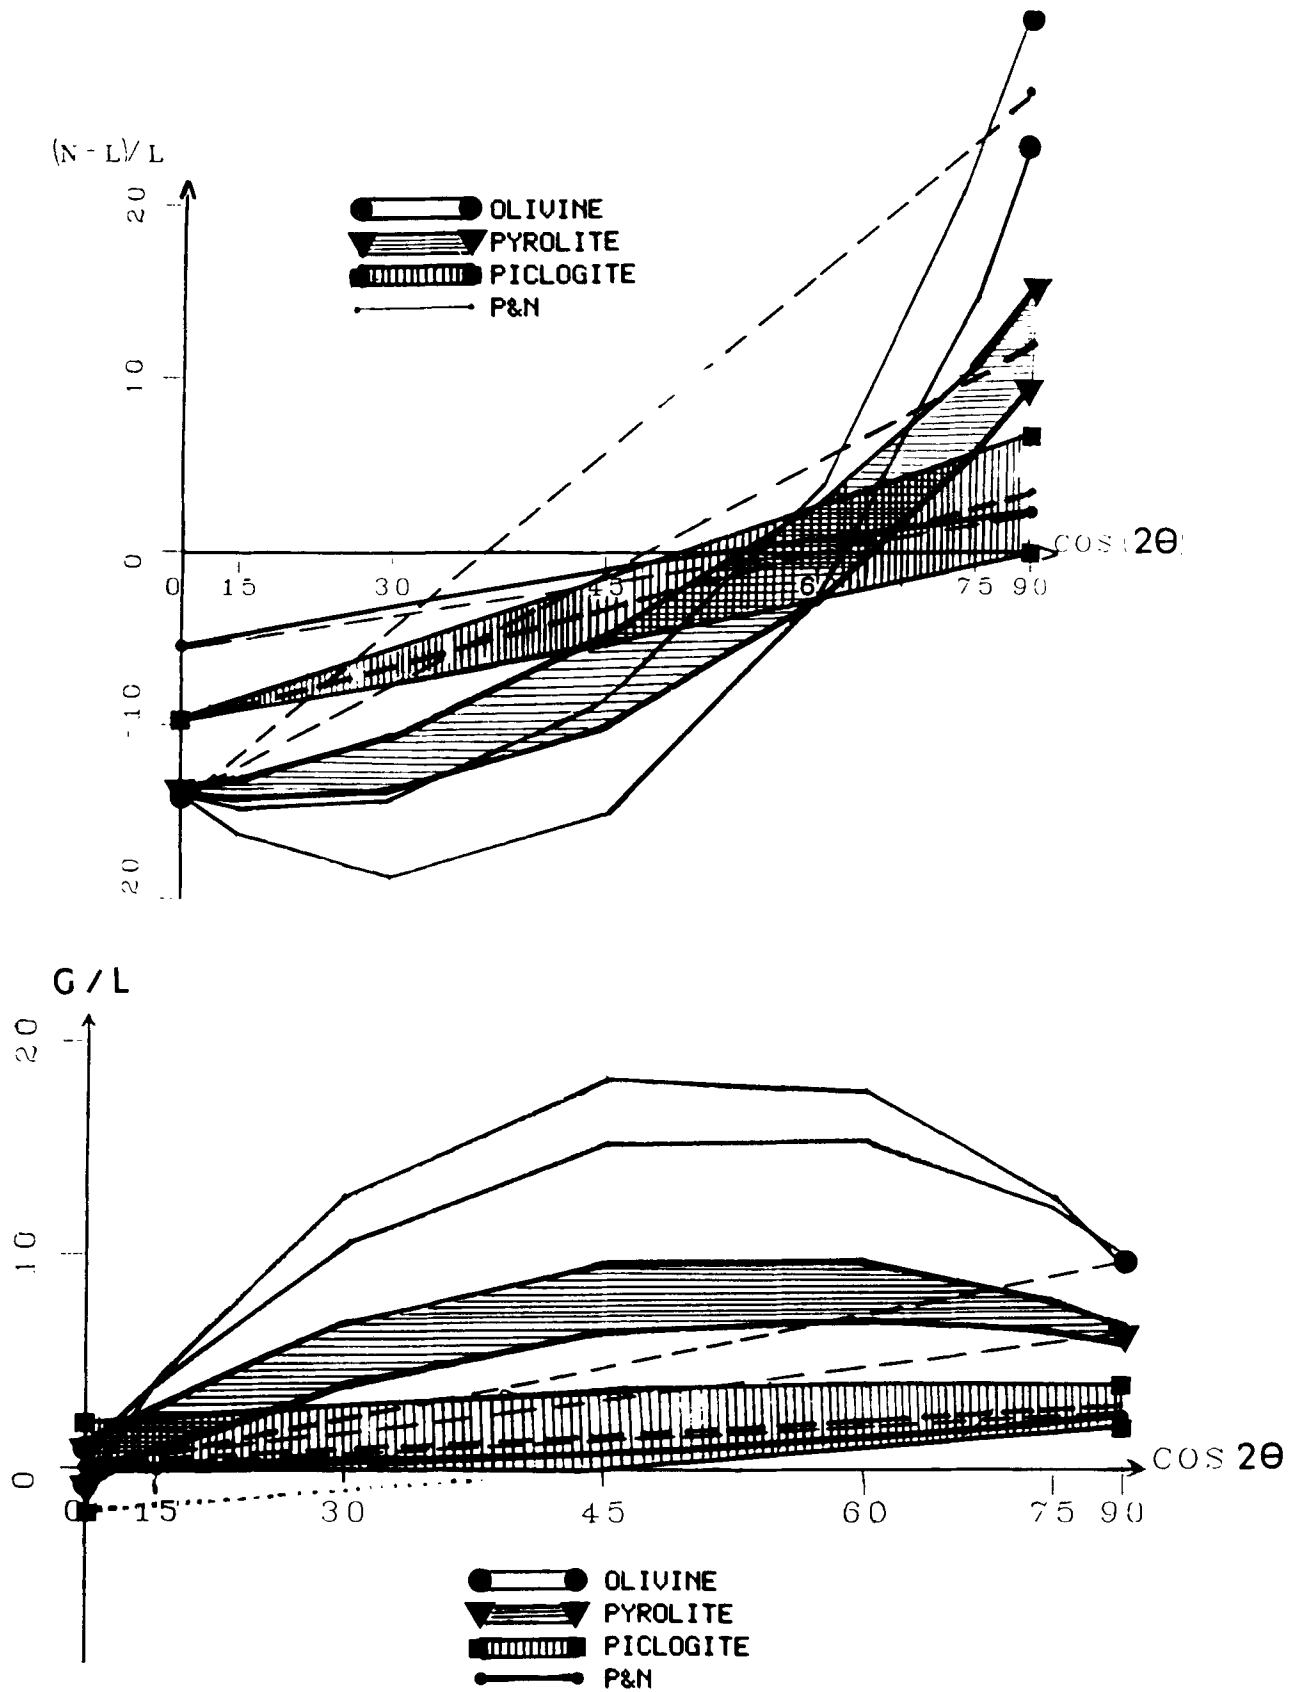 (N - L)/ L
20
OLIVINE
PYROLITE
PICLOGITE
P&N
10
0
COS(2θ)
0 15 30 45 60 75 90
-10
20
G / L
20
10
0
COS 2θ
0 15 30 45 60 75 90
OLIVINE
PYROLITE
PICLOGITE
P&N